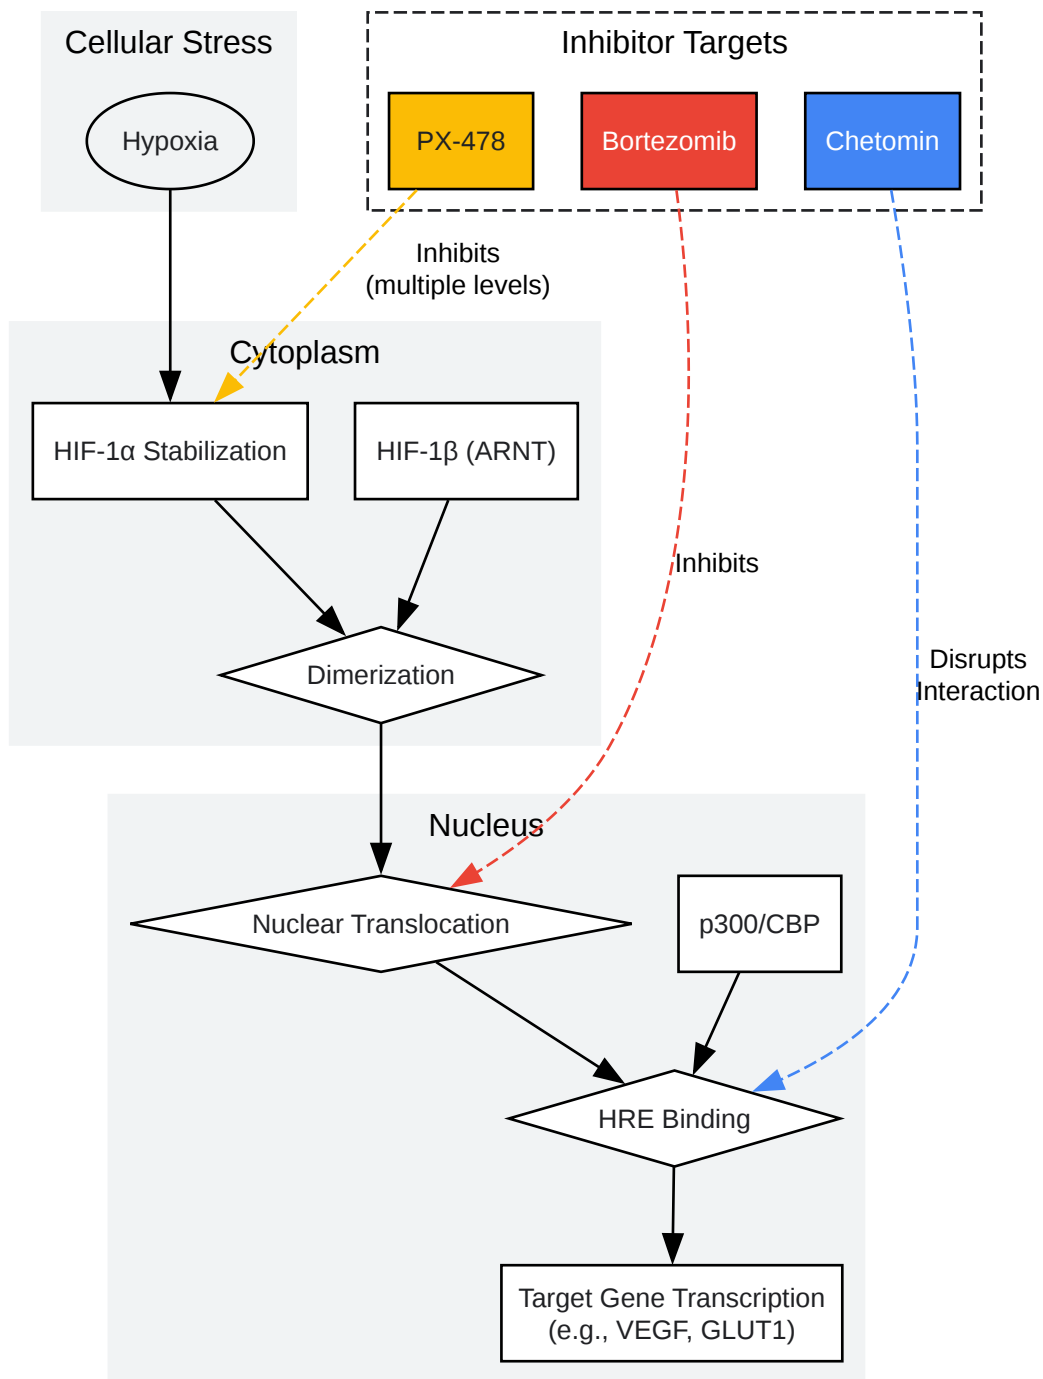 Cellular Stress
Inhibitor Targets
Hypoxia
PX-478
Bortezomib
Chetomin
Inhibits
(multiple levels)
Cytoplasm
HIF-1α Stabilization
HIF-1β (ARNT)
Inhibits
Dimerization
Disrupts
Interaction
Nucleus
Nuclear Translocation
p300/CBP
HRE Binding
Target Gene Transcription
(e.g., VEGF, GLUT1)